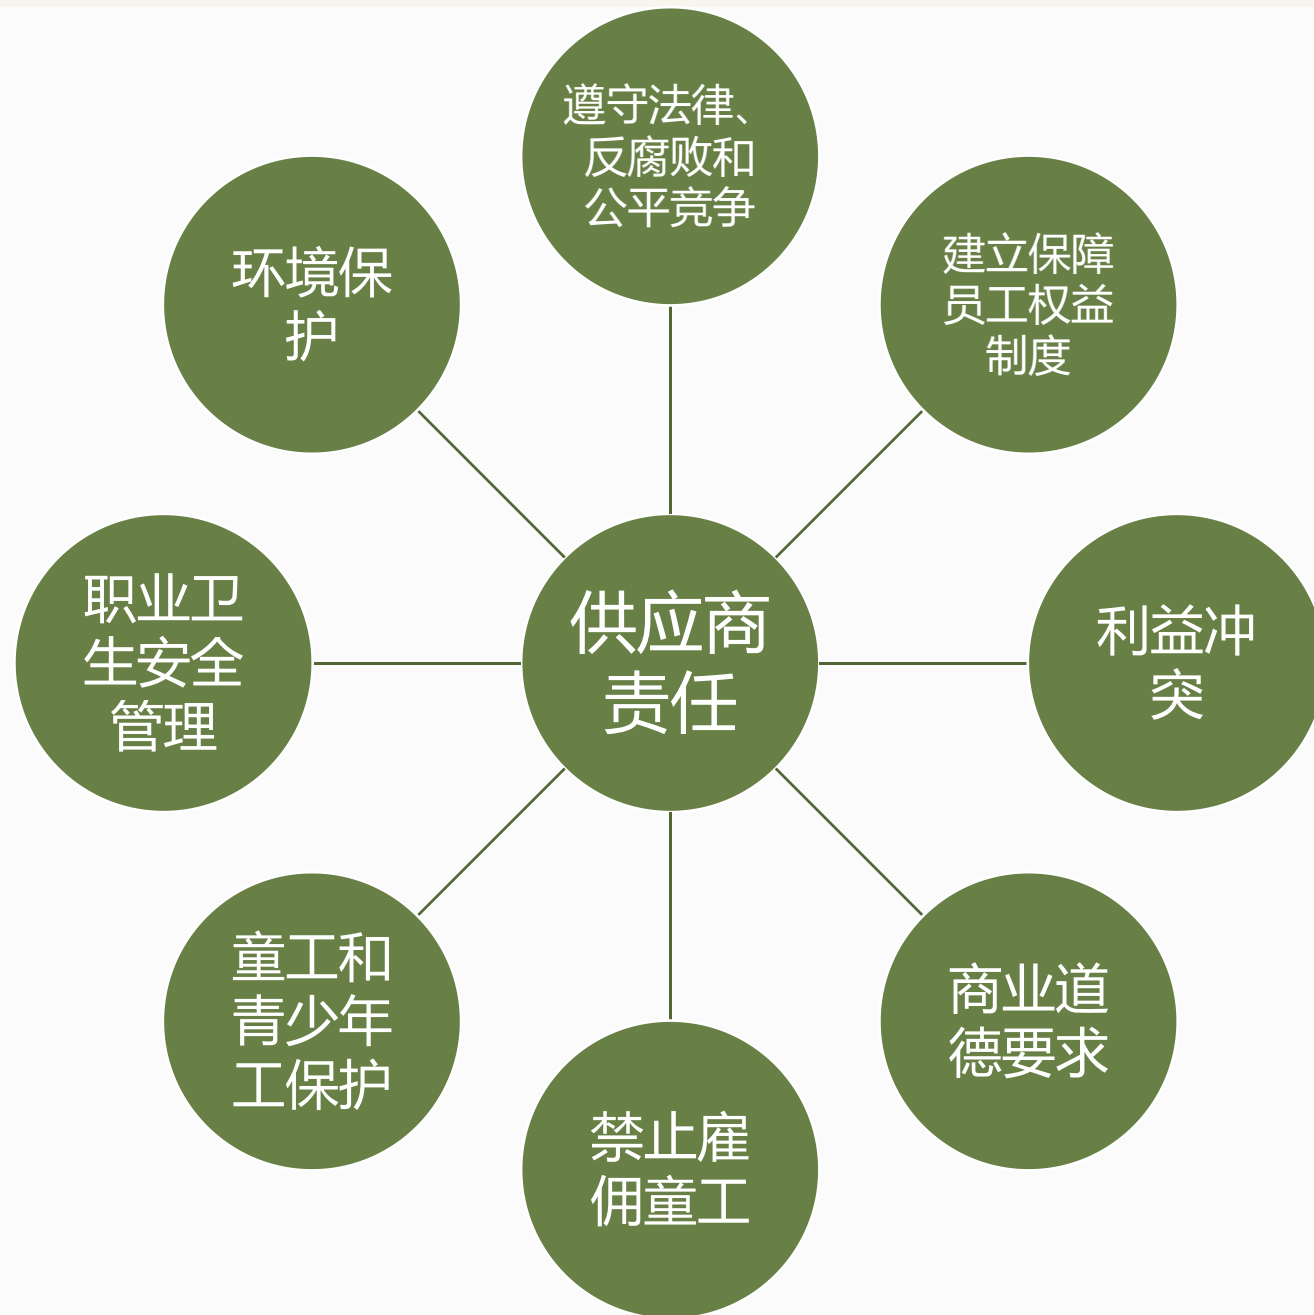 遵守法律、
反腐败和
公平竞争
环境保
护
建立保障
员工权益
制度
职业卫
生安全
管理
供应商
责任
利益冲
突
童工和
青少年
工保护
商业道
德要求
禁止雇
佣童工